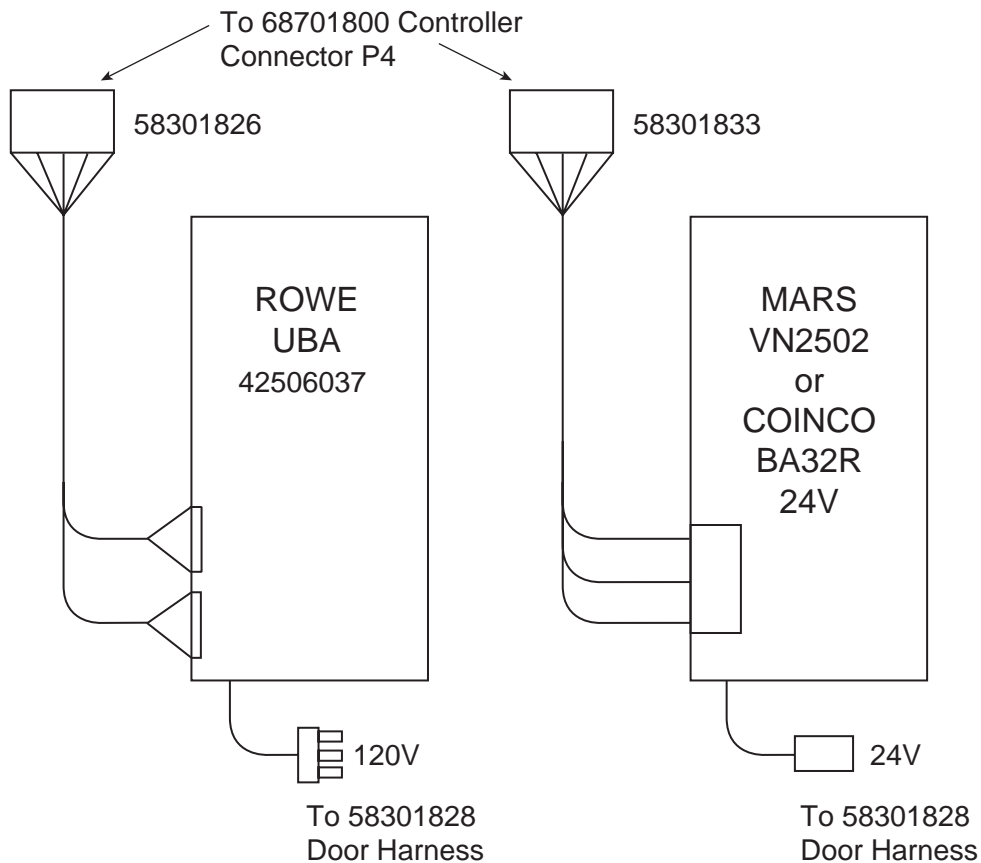 To 68701800 Controller
Connector P4
58301826
58301833
ROWE
UBA
42506037
MARS
VN2502
or
COINCO
BA32R
24V
120V
24V
To 58301828
Door Harness
To 58301828
Door Harness